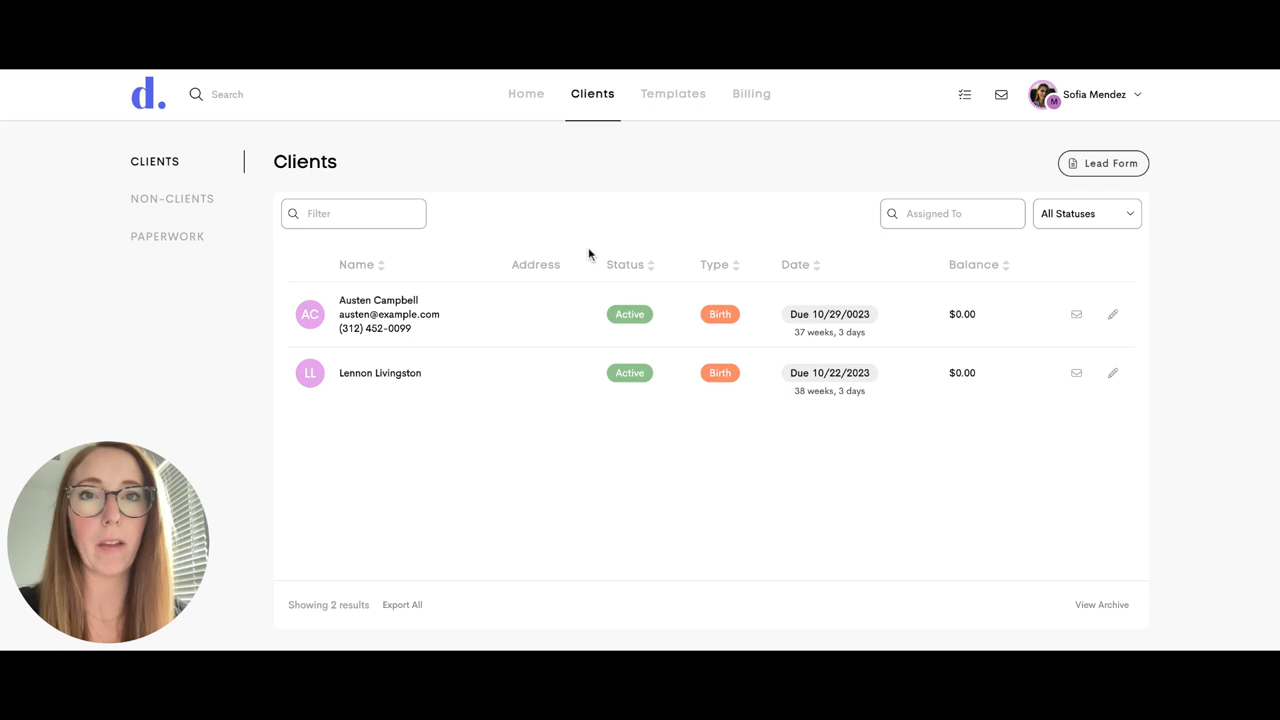 d.
Search
Home
Clients
Templates
Billing
M
Sofia Mendez
CLIENTS
NON-CLIENTS
PAPERWORK
Clients
Lead Form
Filter
Assigned To
All Statuses
Name
Address
Status
Type
Date
Balance
AC
Austen Campbell
austen@example.com
(312) 452-0099
Active
Birth
Due 10/29/0023
37 weeks, 3 days
$0.00
LL
Lennon Livingston
Active
Birth
Due 10/22/2023
38 weeks, 3 days
$0.00
Showing 2 results
Export All
View Archive